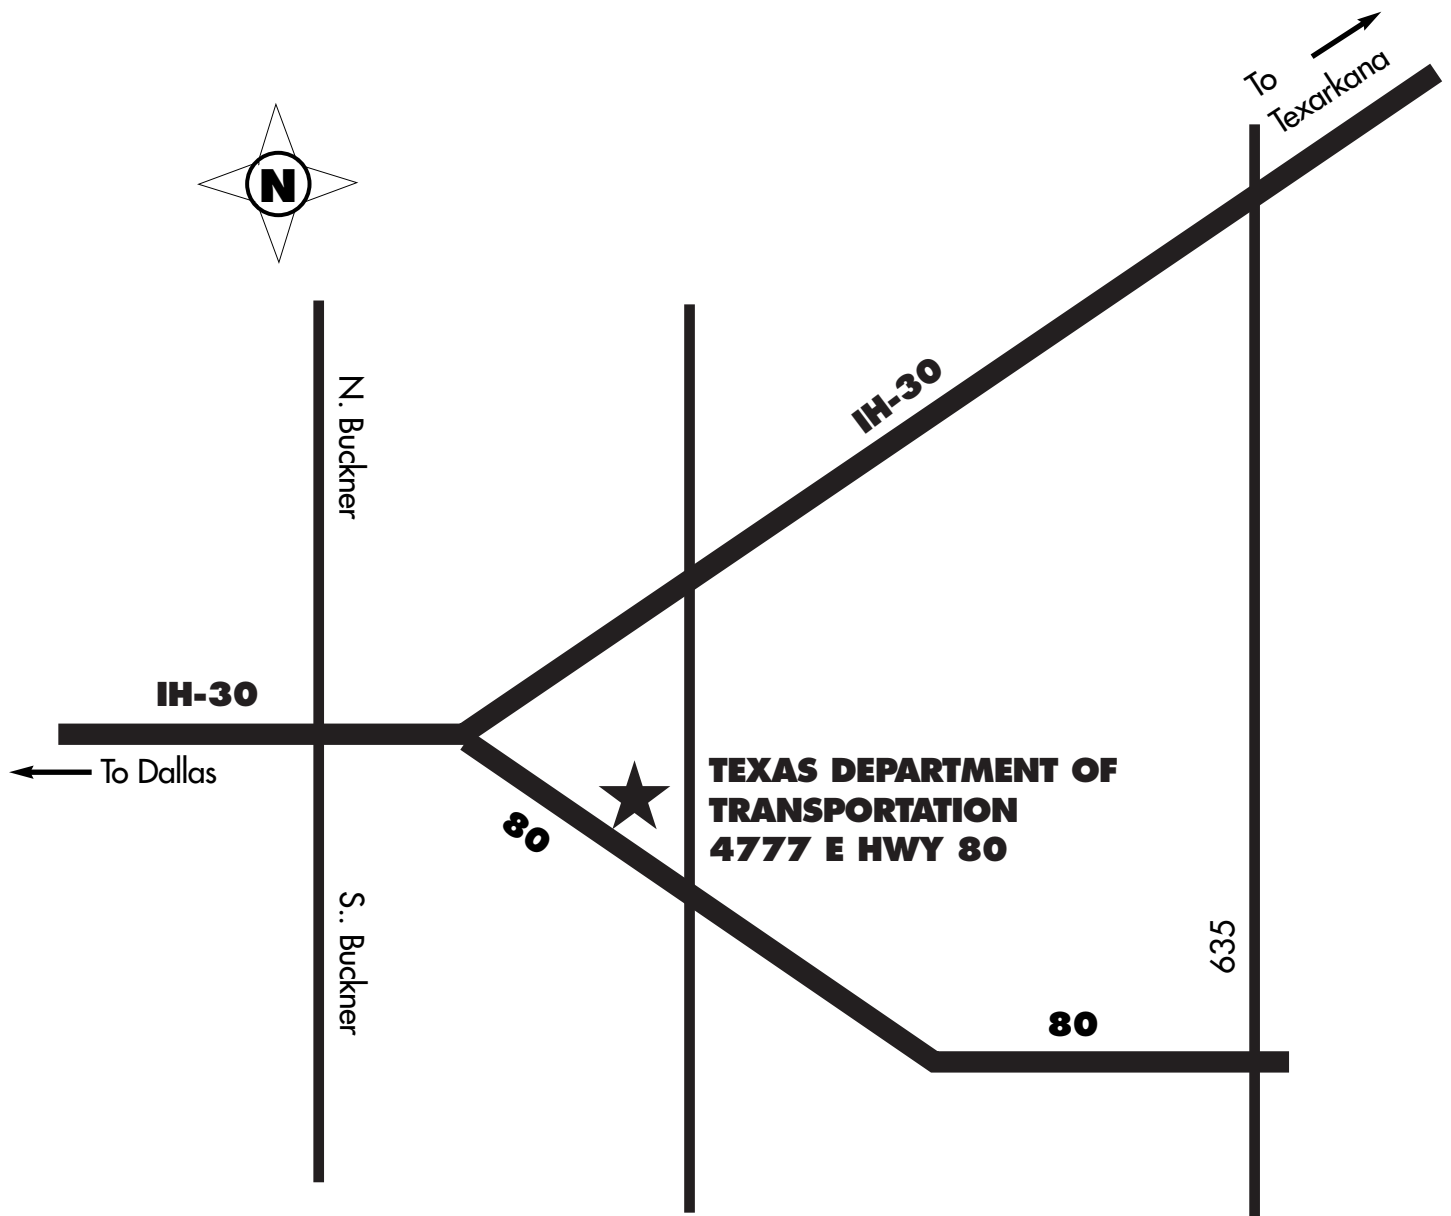 To
Texarkana
N
N. Buckner
IH-30
IH-30
To Dallas
TEXAS DEPARTMENT OF
TRANSPORTATION
4777 E HWY 80
80
S.. Buckner
635
80